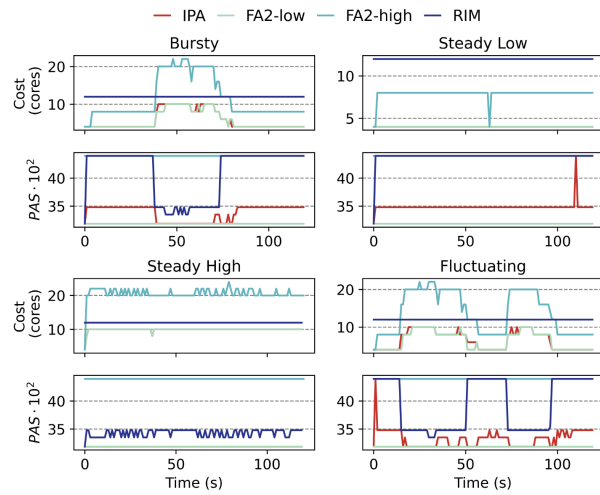 IPA FA2-low FA2-high RIM
Bursty Steady Low
Cost
(cores)
20
10
10
5
PAS · 10²
40
35
40
35
0 50 100 0 50 100
Steady High Fluctuating
Cost
(cores)
20
10
20
10
PAS · 10²
40
35
40
35
0 50 100 0 50 100
Time (s) Time (s)